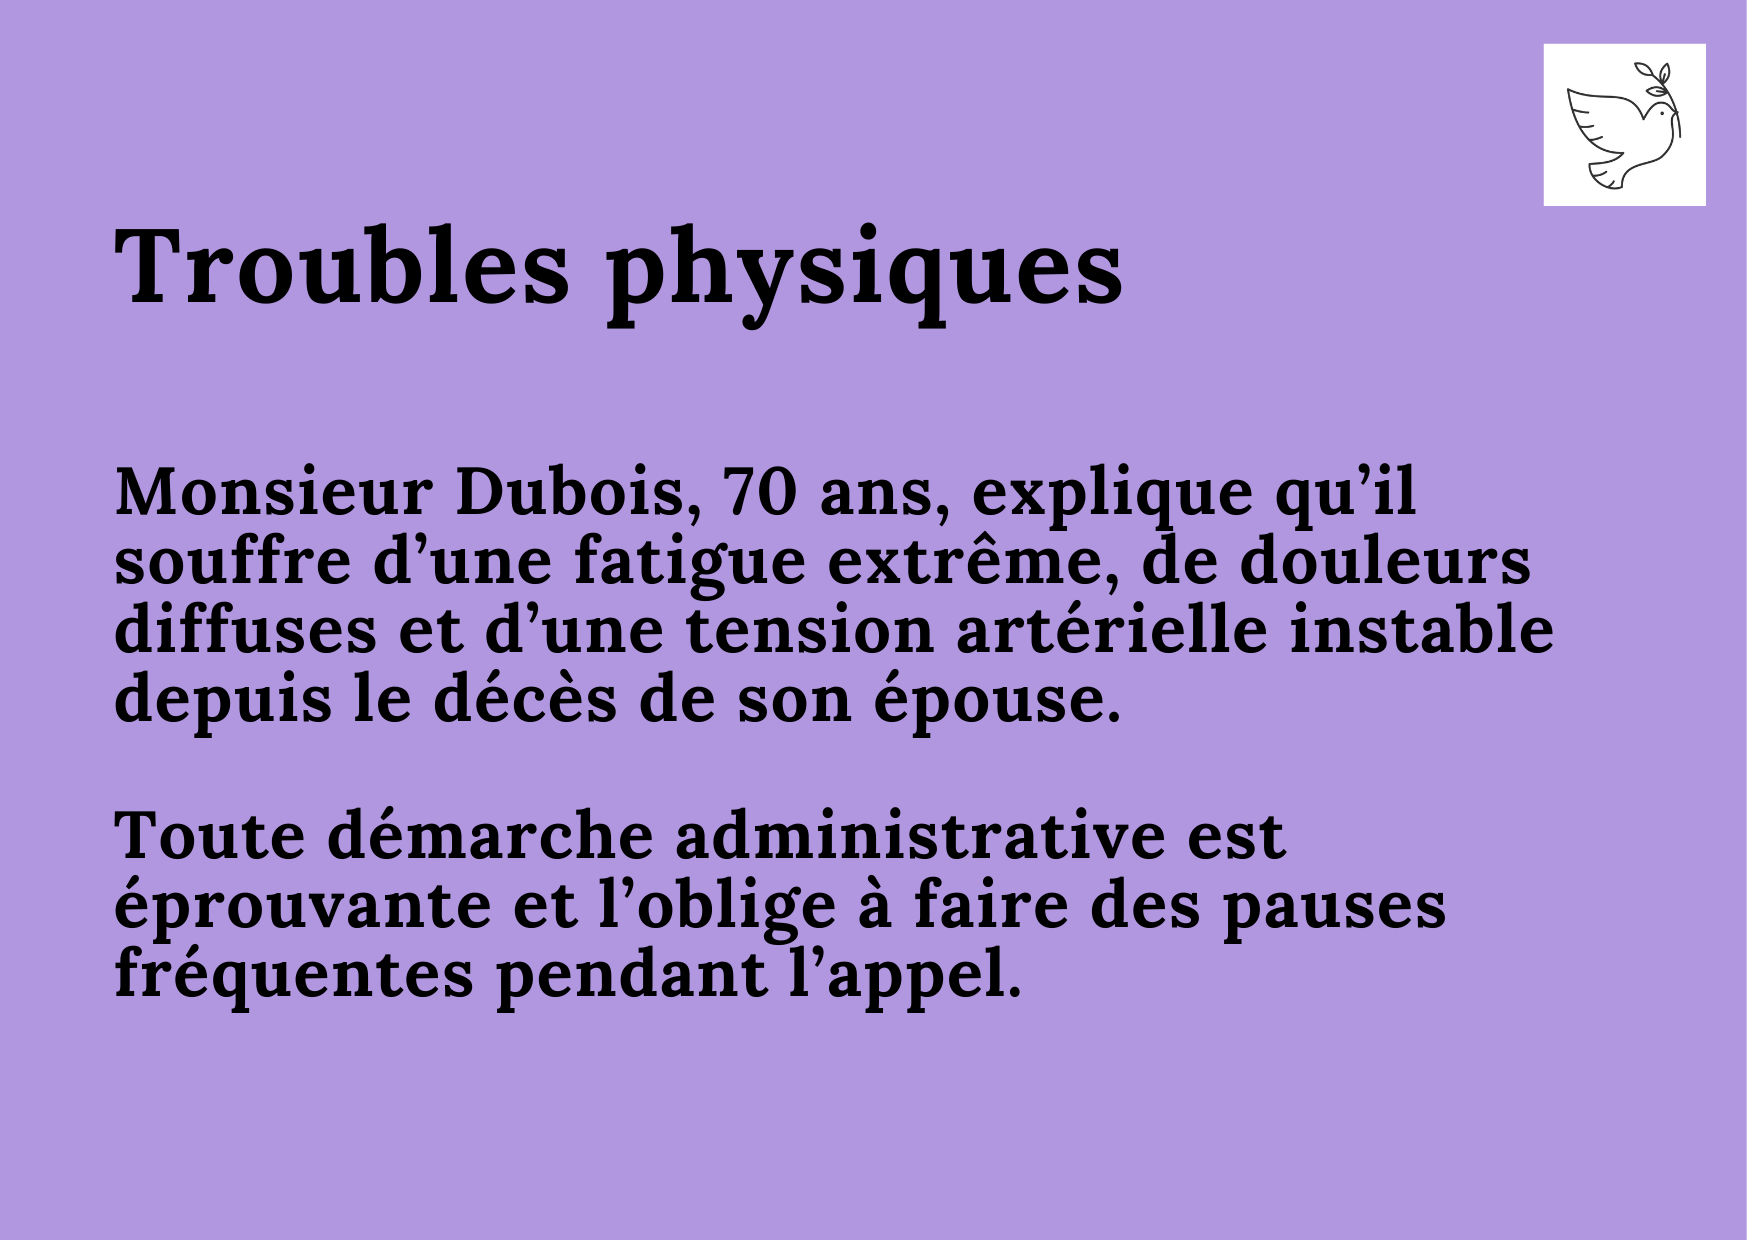 Troubles physiques
Monsieur Dubois, 70 ans, explique qu’il
souffre d’une fatigue extrême, de douleurs
diffuses et d’une tension artérielle instable
depuis le décès de son épouse.
Toute démarche administrative est
éprouvante et l’oblige à faire des pauses
fréquentes pendant l’appel.